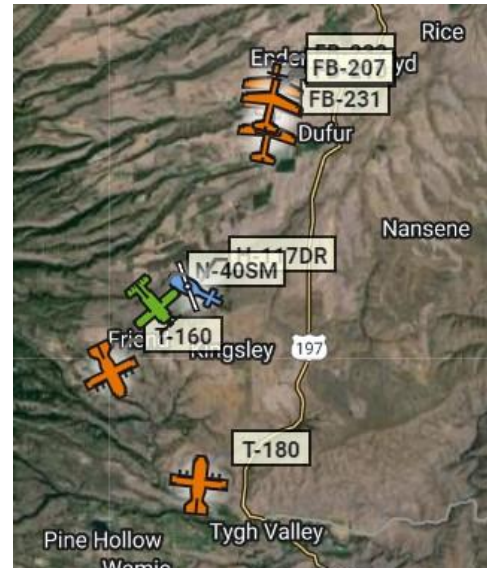 Rice
FB-207
FB-231
Dufur
Nansene
N-40SM
T-160
Kingsley
197
T-180
Tygh Valley
Pine Hollow